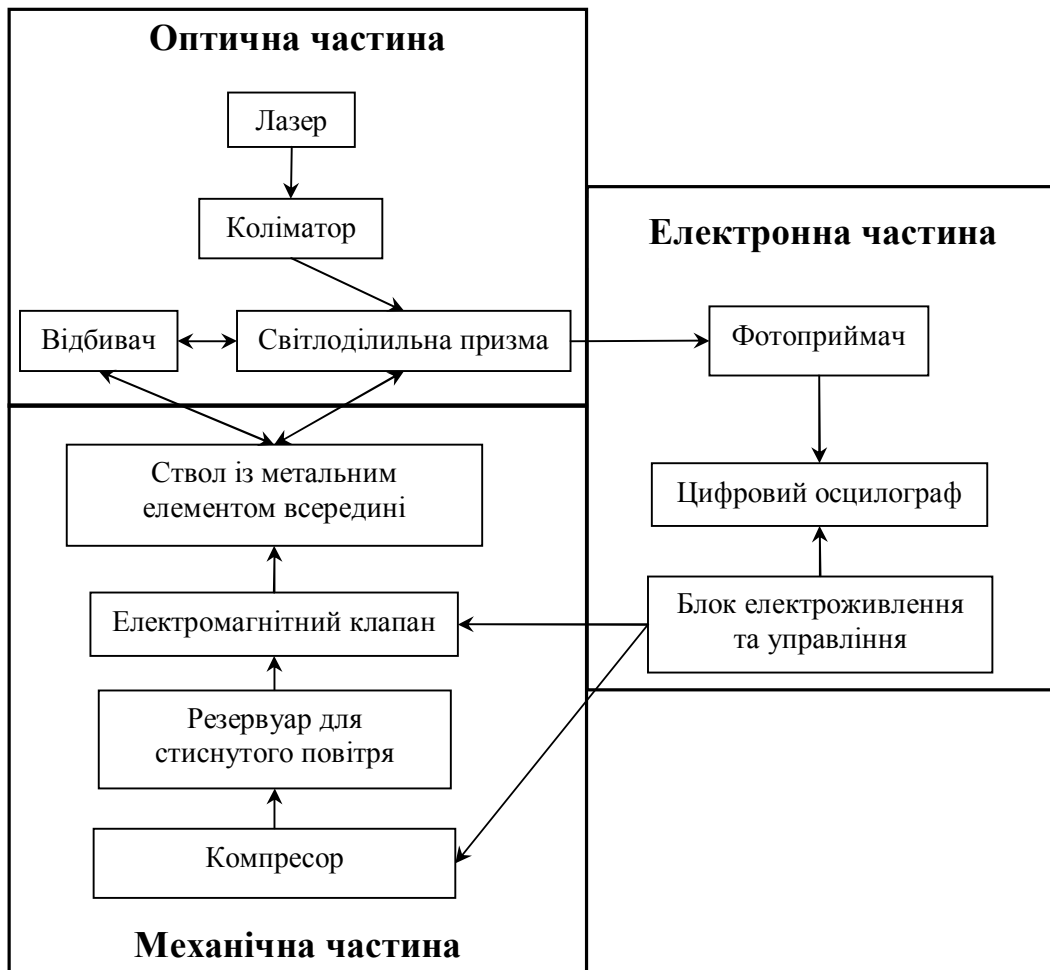 Оптична частина
Лазер
Коліматор
Відбивач
Світлоділильна призма
Електронна частина
Фотоприймач
Цифровий осцилограф
Блок електроживлення
та управління
Ствол із метальним
елементом всередині
Електромагнітний клапан
Резервуар для
стиснутого повітря
Компресор
Механічна частина